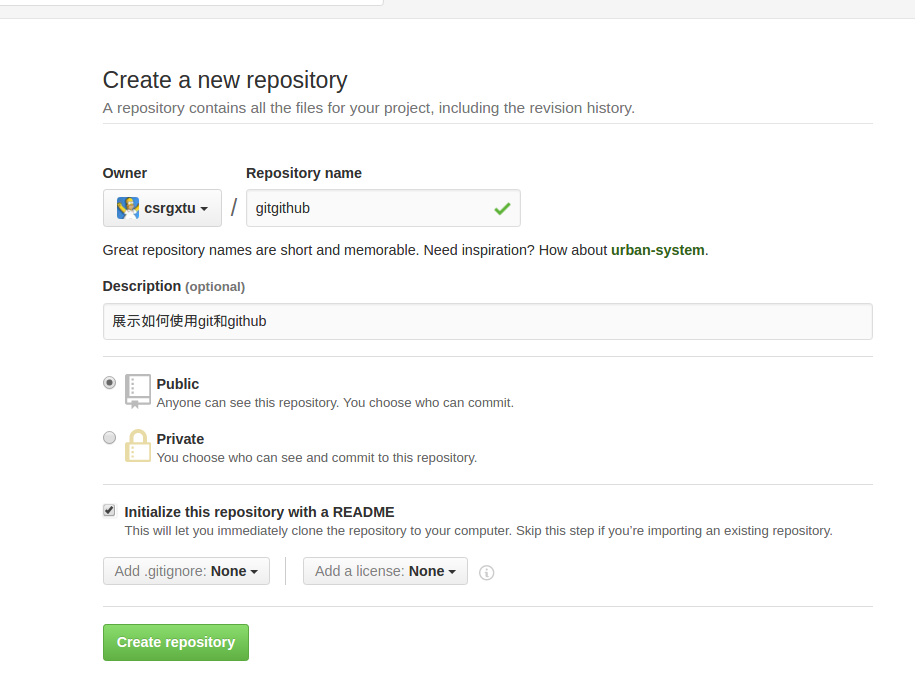 Create a new repository
A repository contains all the files for your project, including the revision history.
Owner
Repository name
csrgxtu / gitgithub
Great repository names are short and memorable. Need inspiration? How about urban-system.
Description (optional)
展示如何使用git和github
Public
Anyone can see this repository. You choose who can commit.
Private
You choose who can see and commit to this repository.
Initialize this repository with a README
This will let you immediately clone the repository to your computer. Skip this step if you’re importing an existing repository.
Add .gitignore: None
Add a license: None
Create repository